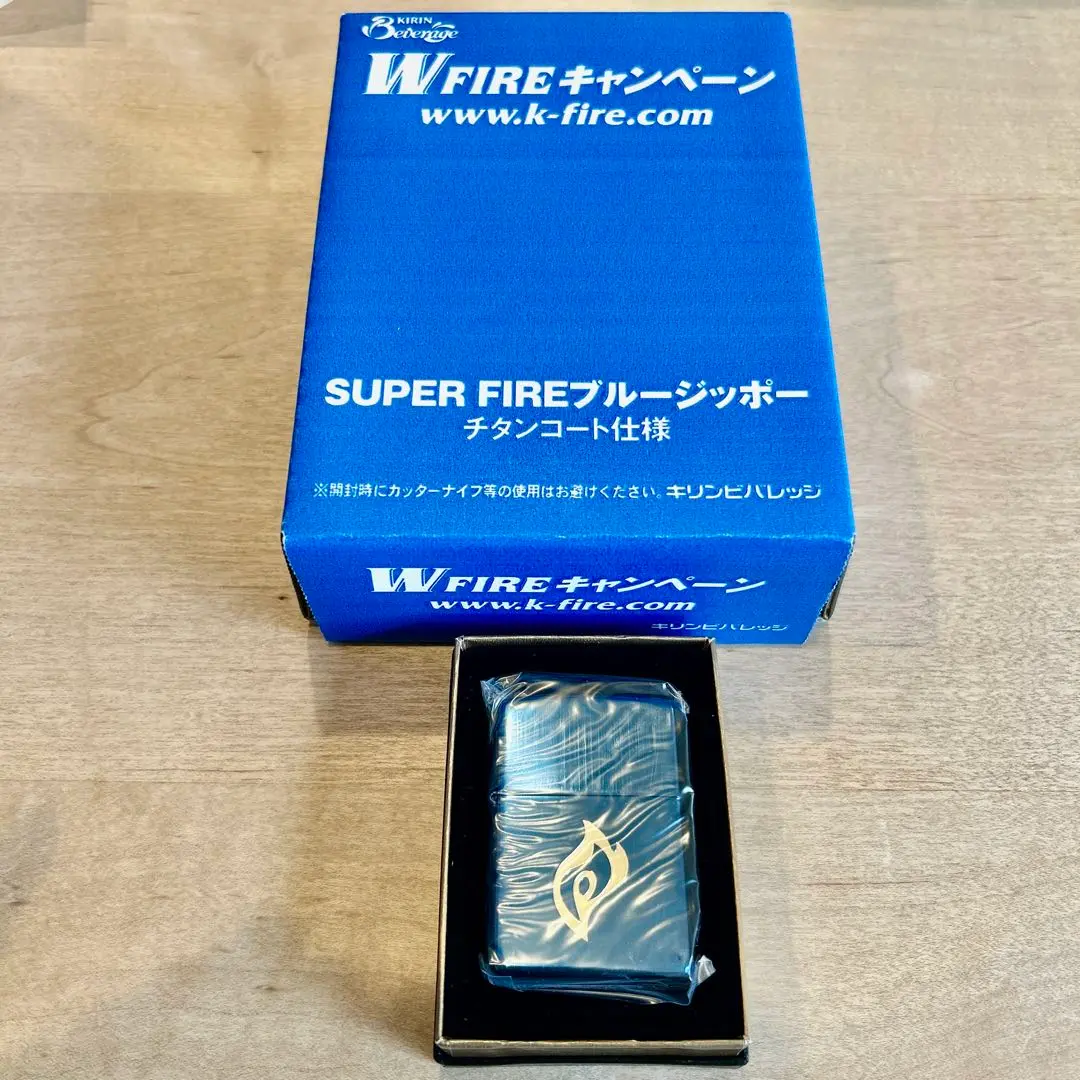 KIRIN
Beverage
W FIREキャンペーン
www.k-fire.com
SUPER FIREブルージッポー
チタンコート仕様
※開封時にカッターナイフ等の使用はお避けください。キリンビバレッジ
W FIREキャンペーン
www.k-fire.com
キリンビバレッジ